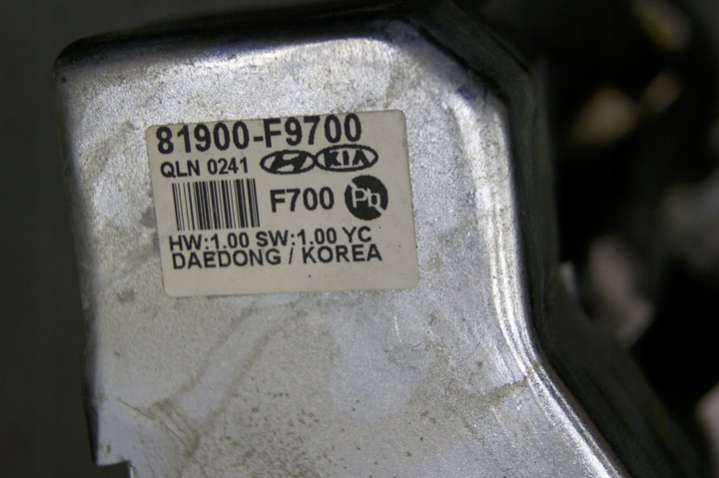 81900-F9700
QLN 0241 H KIA
F700 Pb
HW:1.00 SW:1.00 YC
DAEDONG / KOREA